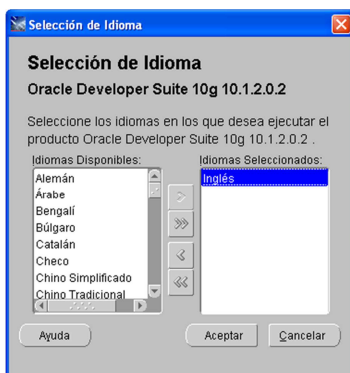 Selección de Idioma
Selección de Idioma
Oracle Developer Suite 10g 10.1.2.0.2
Seleccione los idiomas en los que desea ejecutar el
producto Oracle Developer Suite 10g 10.1.2.0.2 .
Idiomas Disponibles:
Alemán
Árabe
Bengalí
Búlgaro
Catalán
Checo
Chino Simplificado
Chino Tradicional
Idiomas Seleccionados:
Inglés
Ayuda
Aceptar
Cancelar